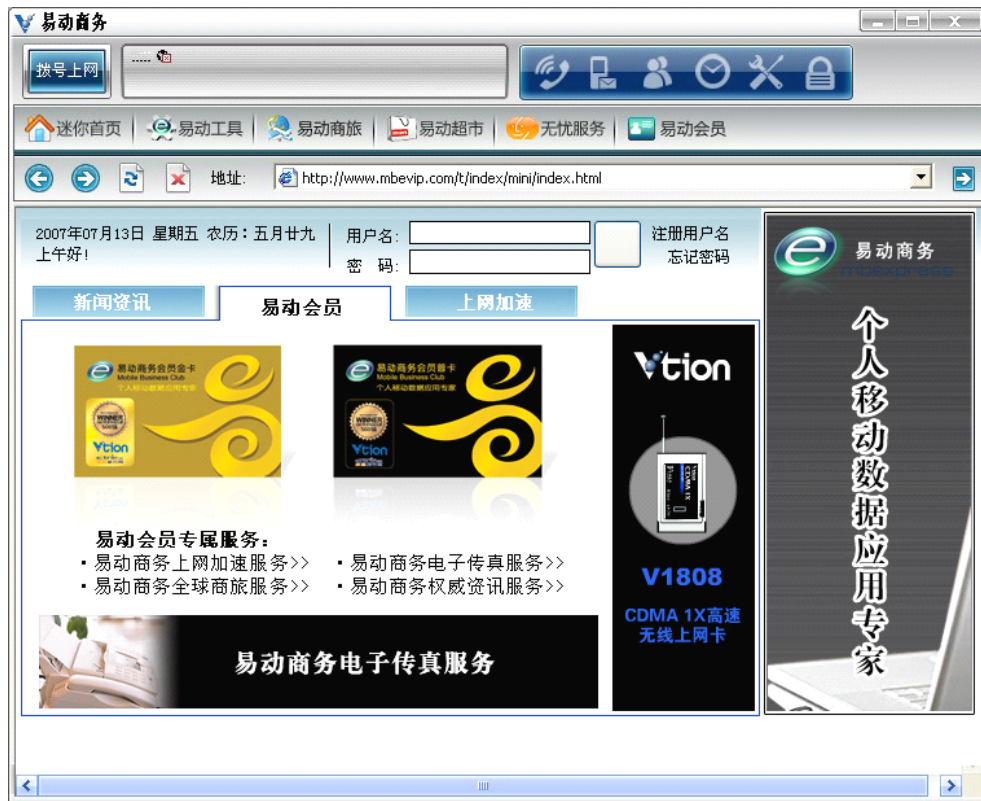 易动商务
拨号上网
.....
迷你首页
易动工具
易动商旅
易动超市
无忧服务
易动会员
地址:
http://www.mbevip.com/t/index/mini/index.html
2007年07月13日 星期五 农历：五月廿九
上午好!
用户名:
密 码:
注册用户名
忘记密码
新闻资讯
易动会员
上网加速
易动商务会员金卡
Mobile Business Club
个人移动数据应用专家
WINNER
Vtion
易动商务会员普卡
Mobile Business Club
个人移动数据应用专家
WINNER
Vtion
易动会员专属服务：
· 易动商务上网加速服务>>
· 易动商务电子传真服务>>
· 易动商务全球商旅服务>>
· 易动商务权威资讯服务>>
易动商务电子传真服务
Vtion
CDMA 1X
V1808
CDMA 1X高速
无线上网卡
易动商务
mbexpress
个人移动数据应用专家